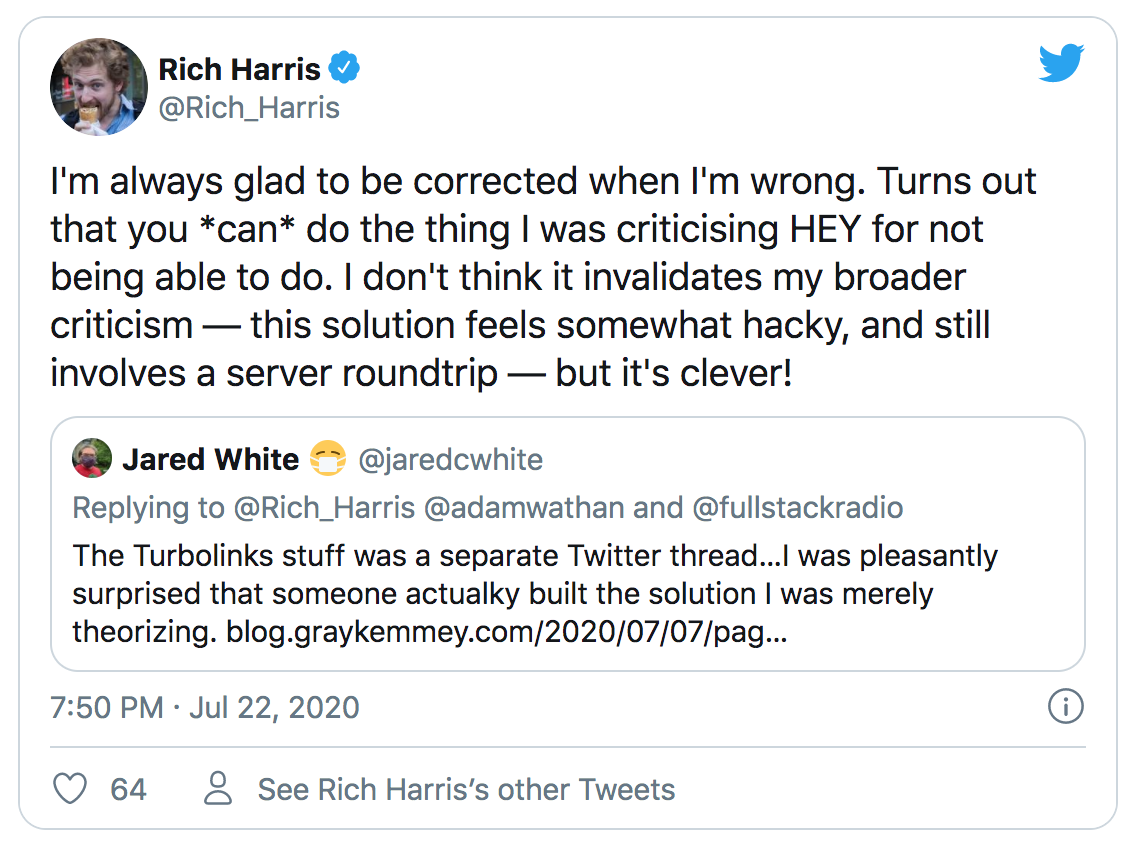 Rich Harris
@Rich_Harris
I'm always glad to be corrected when I'm wrong. Turns out
that you *can* do the thing I was criticising HEY for not
being able to do. I don't think it invalidates my broader
criticism — this solution feels somewhat hacky, and still
involves a server roundtrip — but it's clever!
Jared White 😷 @jaredcwhite
Replying to @Rich_Harris @adamwathan and @fullstackradio
The Turbolinks stuff was a separate Twitter thread...I was pleasantly
surprised that someone actualky built the solution I was merely
theorizing. blog.graykemmey.com/2020/07/07/pag...
7:50 PM · Jul 22, 2020
64 See Rich Harris’s other Tweets